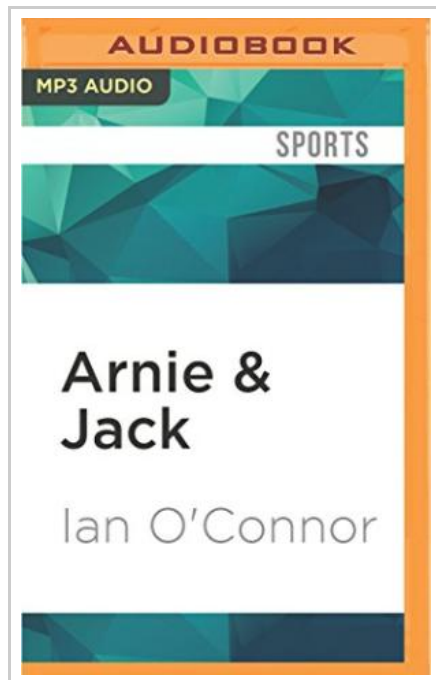 AUDIOBOOK
MP3 AUDIO
SPORTS
Arnie &
Jack
Ian O'Connor